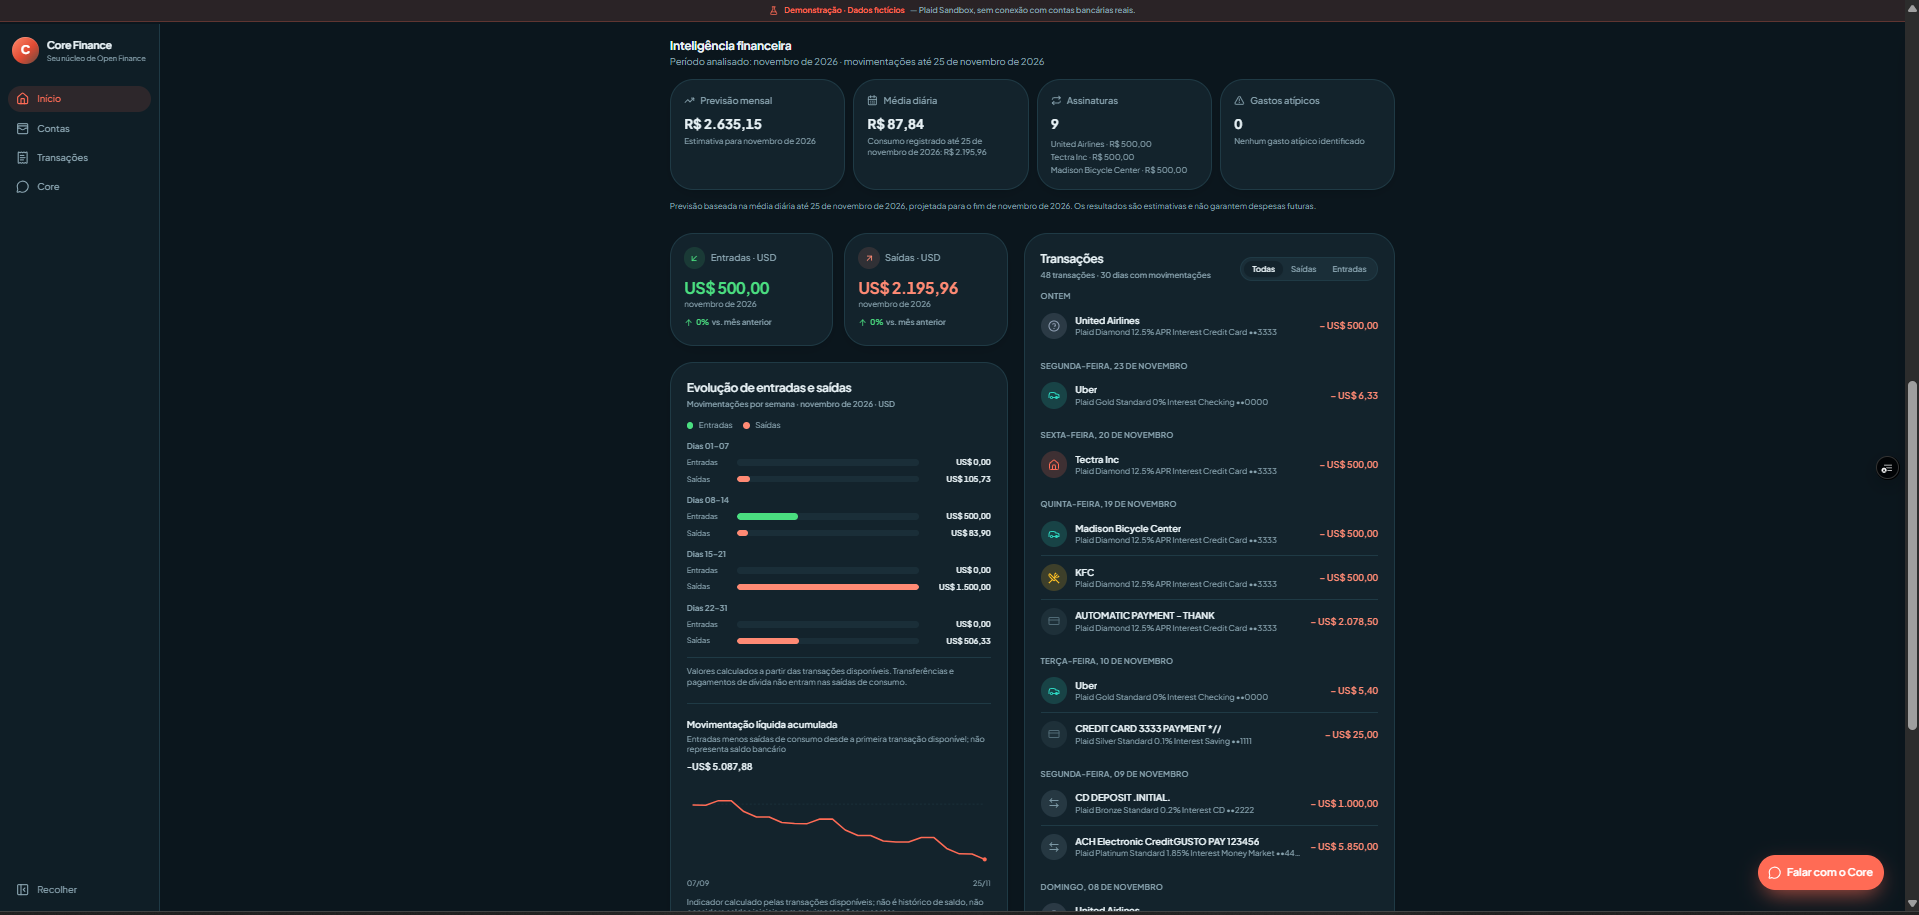 Demonstração · Dados fictícios — Plaid Sandbox, sem conexão com contas bancárias reais.
C
Core Finance
Seu núcleo de Open Finance
Início
Contas
Transações
Core
Recolher
Inteligência financeira
Período analisado: novembro de 2026 · movimentações até 25 de novembro de 2026
Previsão mensal
R$ 2.635,15
Estimativa para novembro de 2026
Média diária
R$ 87,84
Consumo registrado até 25 de
novembro de 2026: R$ 2.195,96
Assinaturas
9
United Airlines · R$ 500,00
Tectra Inc · R$ 500,00
Madison Bicycle Center · R$ 500,00
Gastos atípicos
0
Nenhum gasto atípico identificado
Previsão baseada na média diária até 25 de novembro de 2026, projetada para o fim de novembro de 2026. Os resultados são estimativas e não garantem despesas futuras.
Entradas · USD
US$ 500,00
novembro de 2026
↑ 0% vs. mês anterior
Saídas · USD
US$ 2.195,96
novembro de 2026
↑ 0% vs. mês anterior
Evolução de entradas e saídas
Movimentações por semana · novembro de 2026 · USD
Entradas Saídas
Dias 01–07
Entradas US$ 0,00
Saídas US$ 105,73
Dias 08–14
Entradas US$ 500,00
Saídas US$ 83,90
Dias 15–21
Entradas US$ 0,00
Saídas US$ 1.500,00
Dias 22–31
Entradas US$ 0,00
Saídas US$ 506,33
Valores calculados a partir das transações disponíveis. Transferências e
pagamentos de dívida não entram nas saídas de consumo.
Movimentação líquida acumulada
Entradas menos saídas de consumo desde a primeira transação disponível; não
representa saldo bancário
-US$ 5.087,88
07/09 25/11
Indicador calculado pelas transações disponíveis; não é histórico de saldo, não
Transações
48 transações · 30 dias com movimentações
Todas Saídas Entradas
ONTEM
United Airlines
Plaid Diamond 12.5% APR Interest Credit Card ••3333
– US$ 500,00
SEGUNDA-FEIRA, 23 DE NOVEMBRO
Uber
Plaid Gold Standard 0% Interest Checking ••0000
– US$ 6,33
SEXTA-FEIRA, 20 DE NOVEMBRO
Tectra Inc
Plaid Diamond 12.5% APR Interest Credit Card ••3333
– US$ 500,00
QUINTA-FEIRA, 19 DE NOVEMBRO
Madison Bicycle Center
Plaid Diamond 12.5% APR Interest Credit Card ••3333
– US$ 500,00
KFC
Plaid Diamond 12.5% APR Interest Credit Card ••3333
– US$ 500,00
AUTOMATIC PAYMENT - THANK
Plaid Diamond 12.5% APR Interest Credit Card ••3333
– US$ 2.078,50
TERÇA-FEIRA, 10 DE NOVEMBRO
Uber
Plaid Gold Standard 0% Interest Checking ••0000
– US$ 5,40
CREDIT CARD 3333 PAYMENT *//
Plaid Silver Standard 0.1% Interest Saving ••1111
– US$ 25,00
SEGUNDA-FEIRA, 09 DE NOVEMBRO
CD DEPOSIT .INITIAL.
Plaid Bronze Standard 0.2% Interest CD ••2222
– US$ 1.000,00
ACH Electronic CreditGUSTO PAY 123456
Plaid Platinum Standard 1.85% Interest Money Market ••44...
– US$ 5.850,00
DOMINGO, 08 DE NOVEMBRO
United Airlines
Falar com o Core